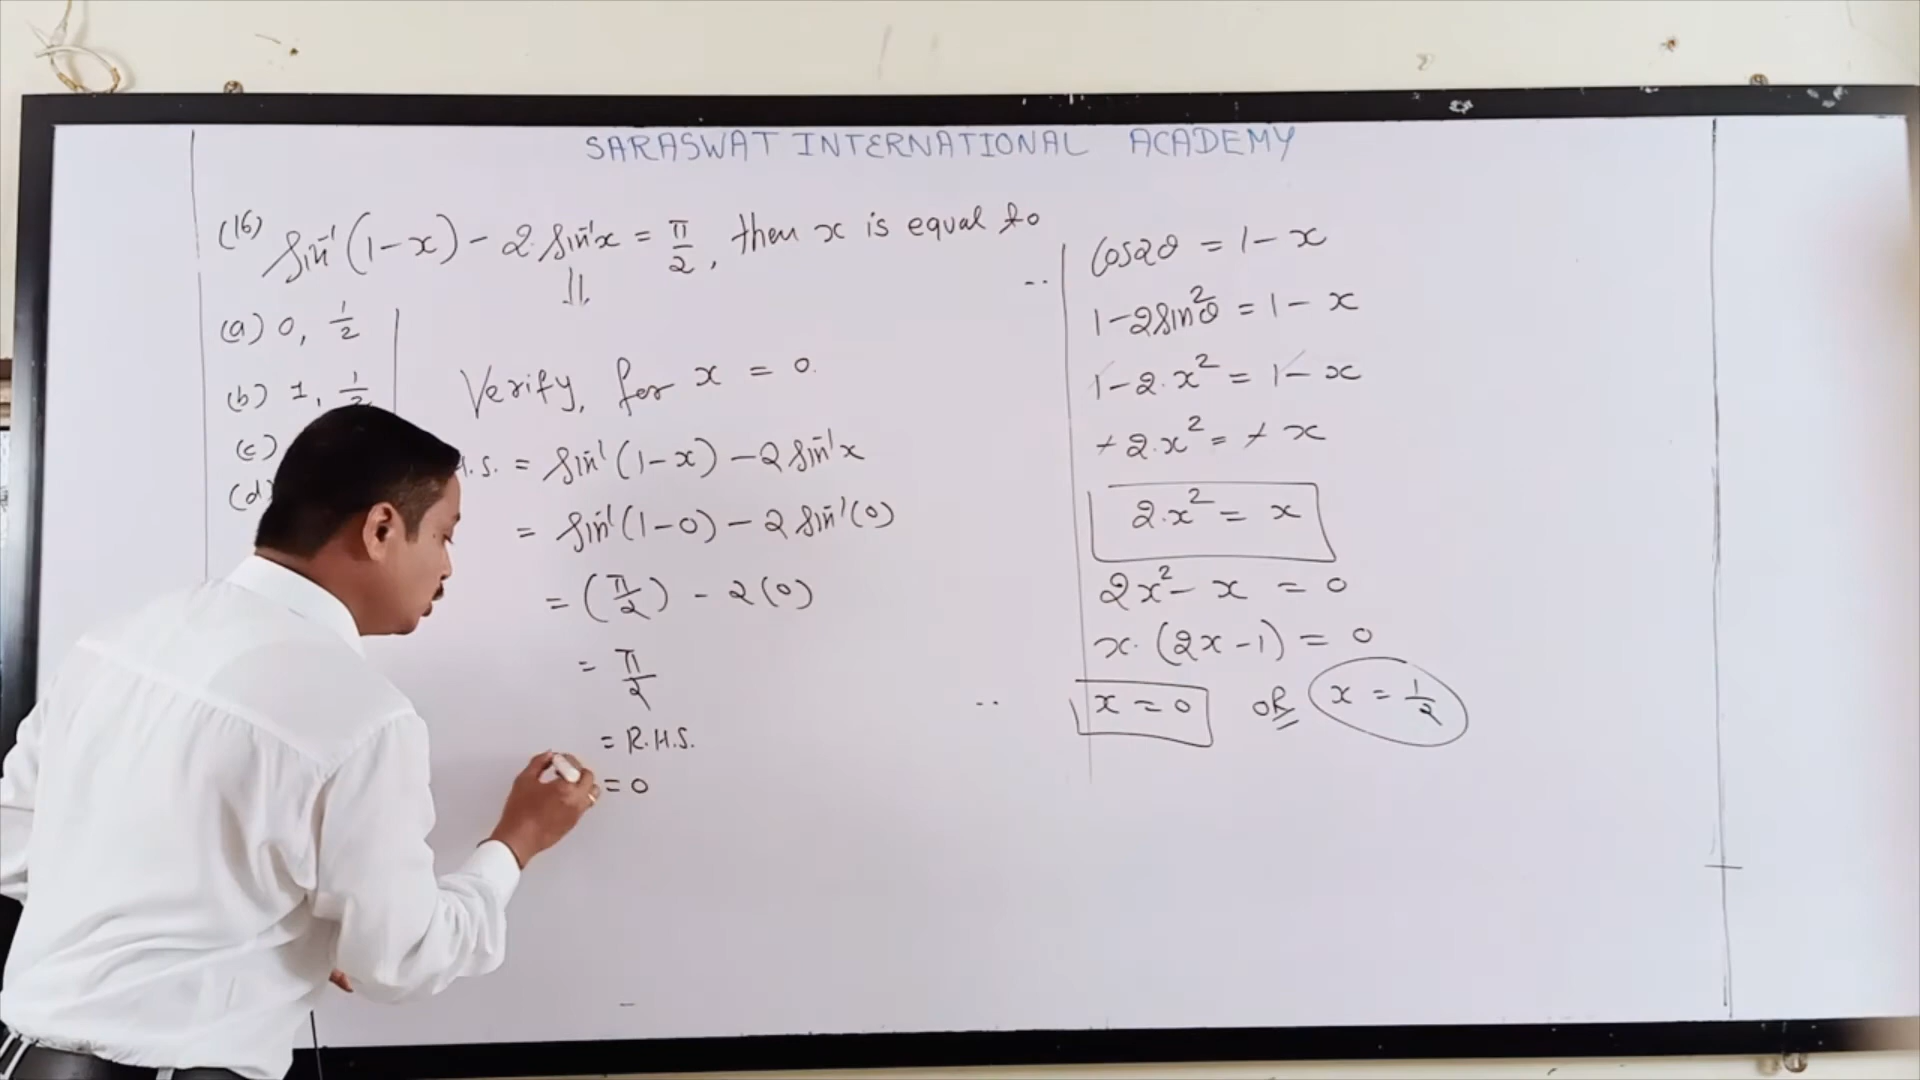 SARASWAT INTERNATIONAL ACADEMY
(16) sin⁻¹(1-x) - 2 sin⁻¹x = π/2, then x is equal to
⇓
(a) 0, 1/2
(b) 1, 1/2
(c)
(d)
Verify, for x = 0.
.S. = sin⁻¹(1-x) - 2 sin⁻¹x
= sin⁻¹(1-0) - 2 sin⁻¹(0)
= (π/2) - 2(0)
= π/2
= R.H.S.
= 0
cos2θ = 1-x
1-2sin²θ = 1-x
1-2.x² = 1-x
+2.x² = +x
2.x² = x
2x² - x = 0
x.(2x-1) = 0
x = 0 OR x = 1/2